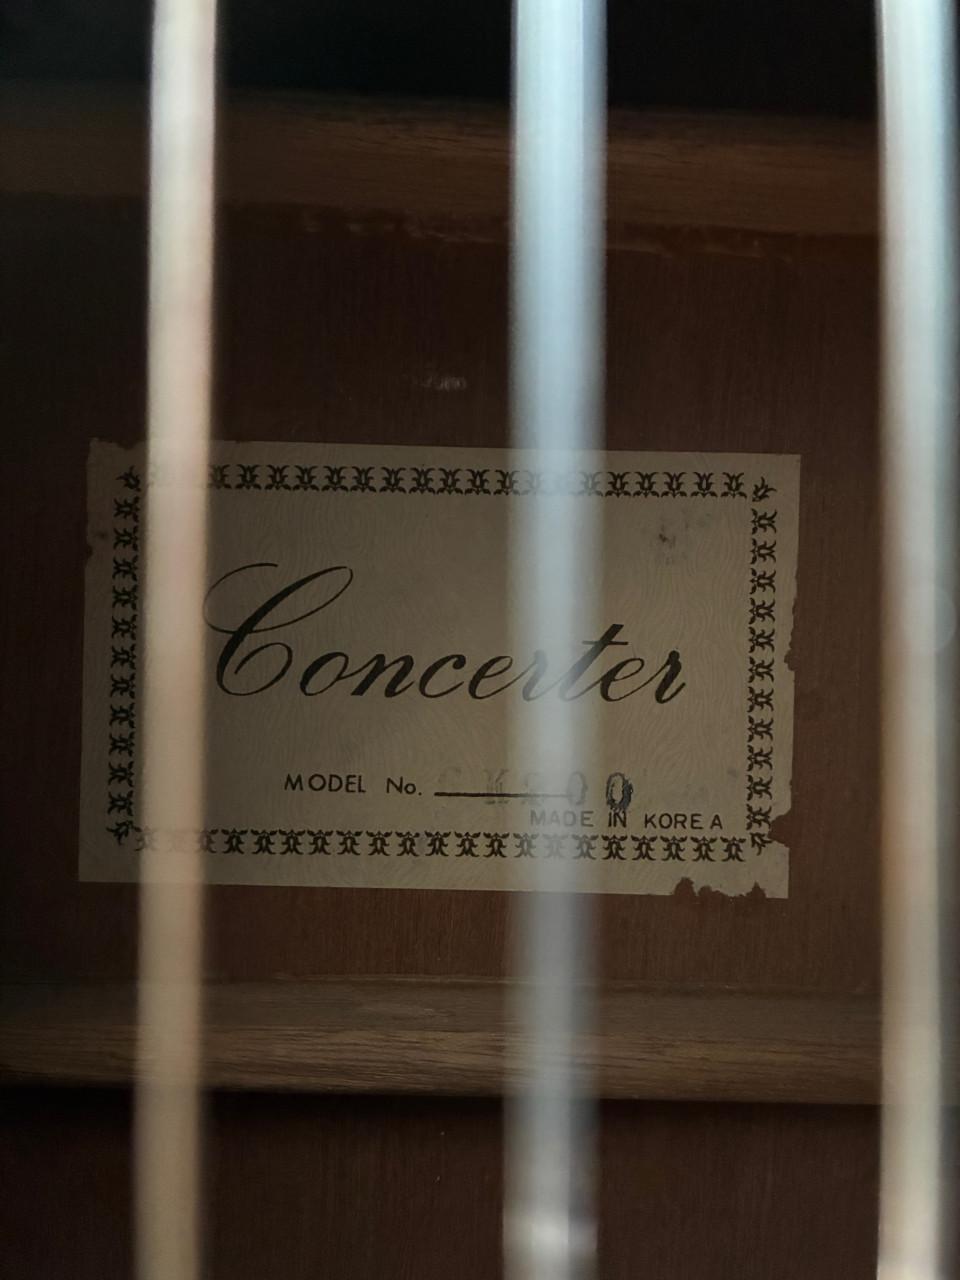 Concerter
MODEL No.
MADE IN KOREA